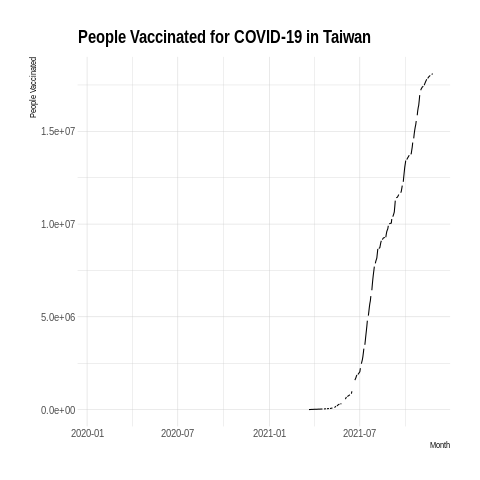 People Vaccinated for COVID-19 in Taiwan
People Vaccinated
1.5e+07
1.0e+07
5.0e+06
0.0e+00
2020-01
2020-07
2021-01
2021-07
Month